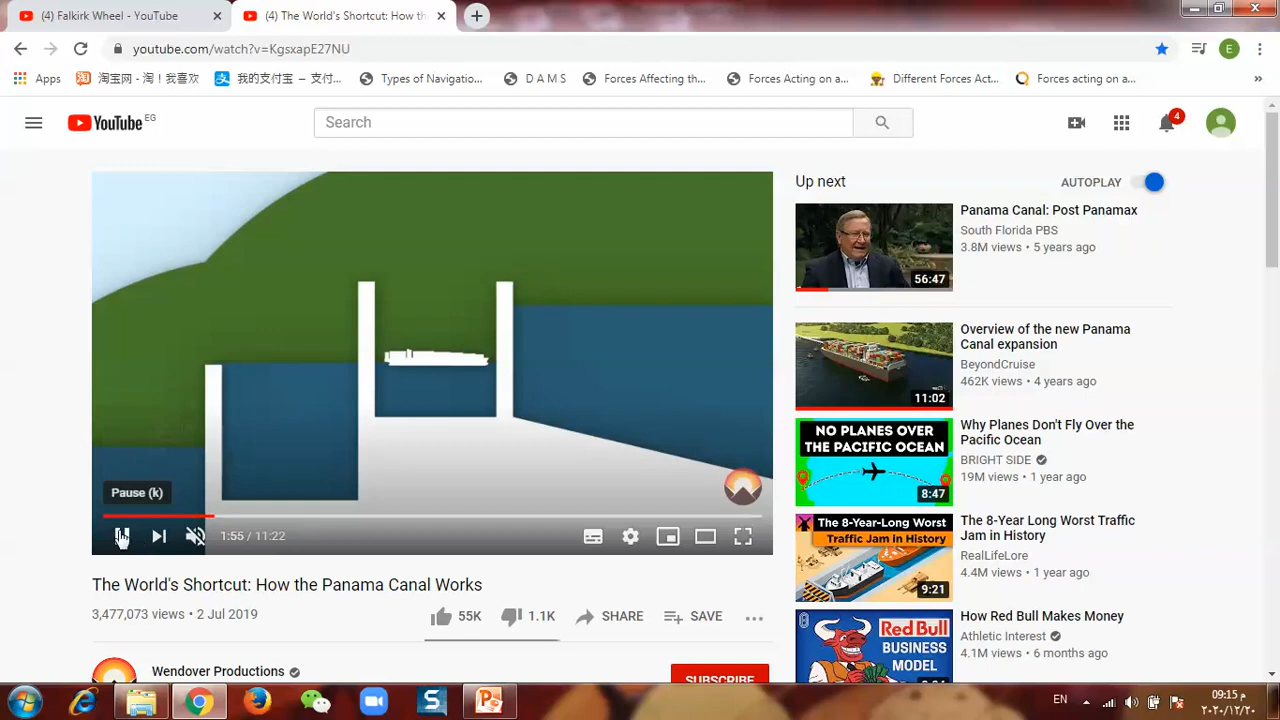 (4) Falkirk Wheel - YouTube
(4) The World's Shortcut: How th
youtube.com/watch?v=KgsxapE27NU
E
Apps
淘宝网 - 淘！我喜欢
我的支付宝 – 支付...
Types of Navigatio...
D A M S
Forces Affecting th...
Forces Acting on a...
Different Forces Act...
Forces acting on a...
YouTube EG
Search
4
Up next
AUTOPLAY
Panama Canal: Post Panamax
South Florida PBS
3.8M views • 5 years ago
56:47
Overview of the new Panama
Canal expansion
BeyondCruise
462K views • 4 years ago
11:02
NO PLANES OVER
THE PACIFIC OCEAN
8:47
Why Planes Don't Fly Over the
Pacific Ocean
BRIGHT SIDE
19M views • 1 year ago
The 8-Year-Long Worst
Traffic Jam in History
9:21
The 8-Year Long Worst Traffic
Jam in History
RealLifeLore
4.4M views • 1 year ago
Red Bull
BUSINESS
MODEL
How Red Bull Makes Money
Athletic Interest
4.1M views • 6 months ago
Pause (k)
1:55 / 11:22
The World's Shortcut: How the Panama Canal Works
3,477,073 views • 2 Jul 2019
55K
1.1K
SHARE
SAVE
Wendover Productions
SUBSCRIBE
EN
09:15 م
٢٠٢٠/١٢/٢٠